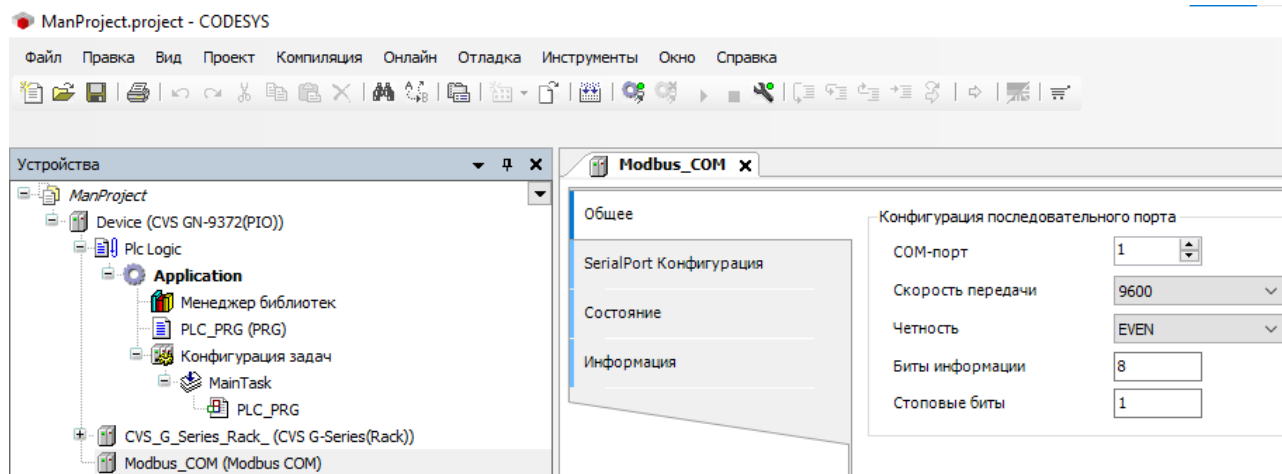 ManProject.project - CODESYS
Файл Правка Вид Проект Компиляция Онлайн Отладка Инструменты Окно Справка
Устройства
ManProject
Device (CVS GN-9372(PIO))
Plc Logic
Application
Менеджер библиотек
PLC_PRG (PRG)
Конфигурация задач
MainTask
PLC_PRG
CVS_G_Series_Rack_ (CVS G-Series(Rack))
Modbus_COM (Modbus COM)
Modbus_COM
Общее
SerialPort Конфигурация
Состояние
Информация
Конфигурация последовательного порта
COM-порт 1
Скорость передачи 9600
Четность EVEN
Биты информации 8
Стоповые биты 1